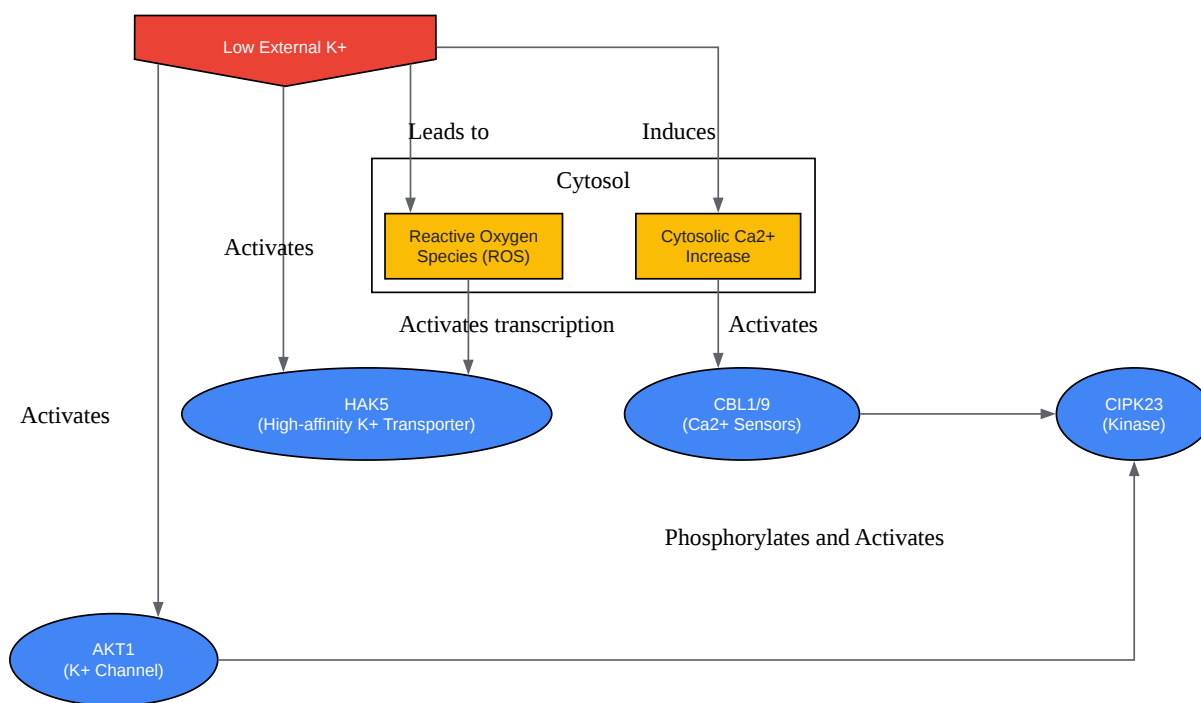 Low External K+
Leads to
Induces
Cytosol
Activates
Reactive Oxygen
Species (ROS)
Cytosolic Ca2+
Increase
Activates transcription
Activates
Activates
HAK5
(High-affinity K+ Transporter)
CBL1/9
(Ca2+ Sensors)
CIPK23
(Kinase)
Phosphorylates and Activates
AKT1
(K+ Channel)